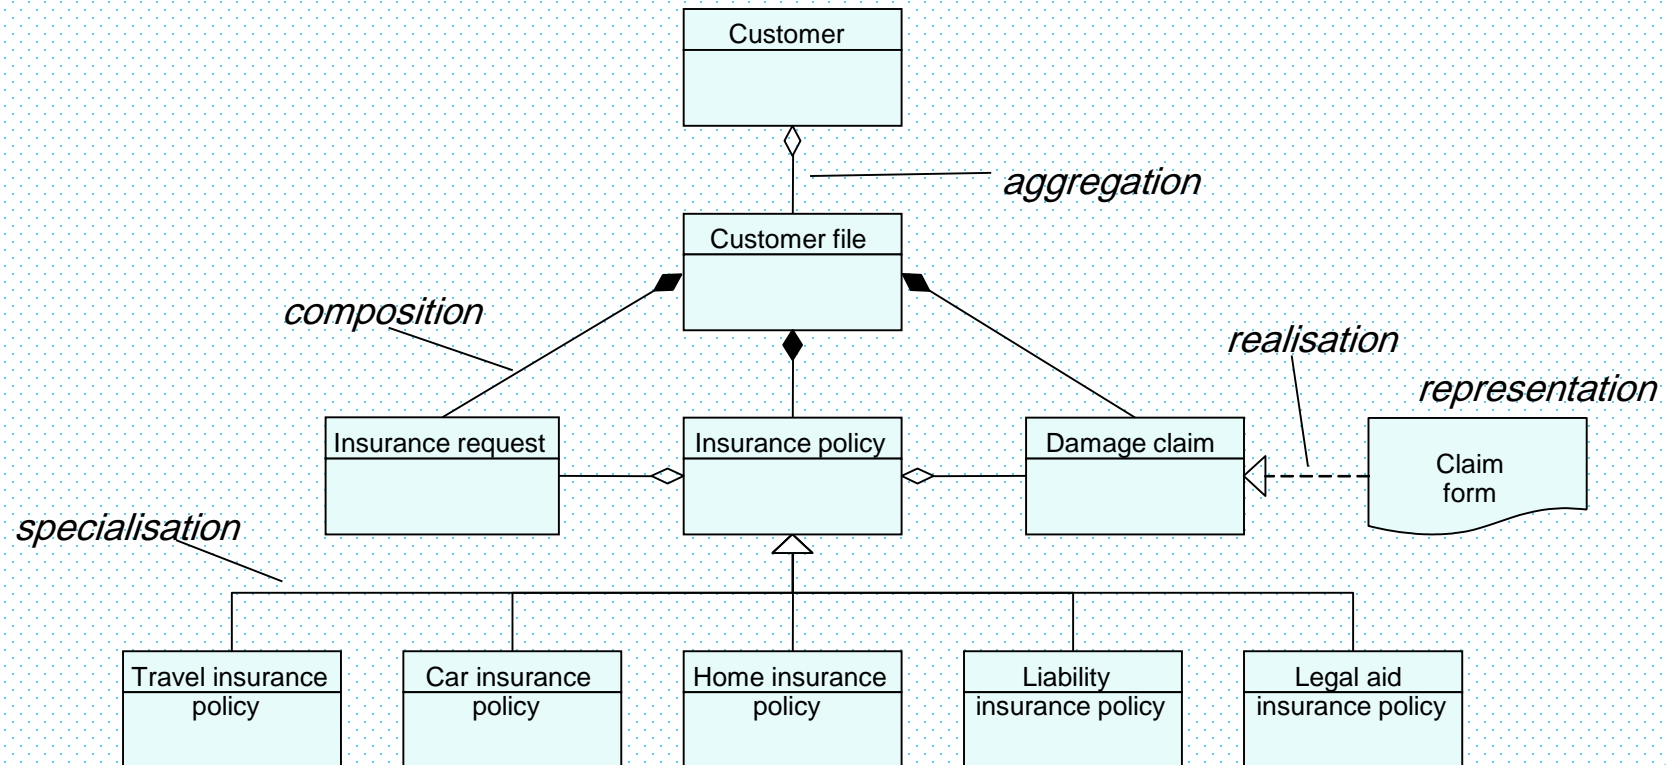 Customer
aggregation
Customer file
composition
realisation
representation
Insurance request
Insurance policy
Damage claim
Claim
form
specialisation
Travel insurance
policy
Car insurance
policy
Home insurance
policy
Liability
insurance policy
Legal aid
insurance policy